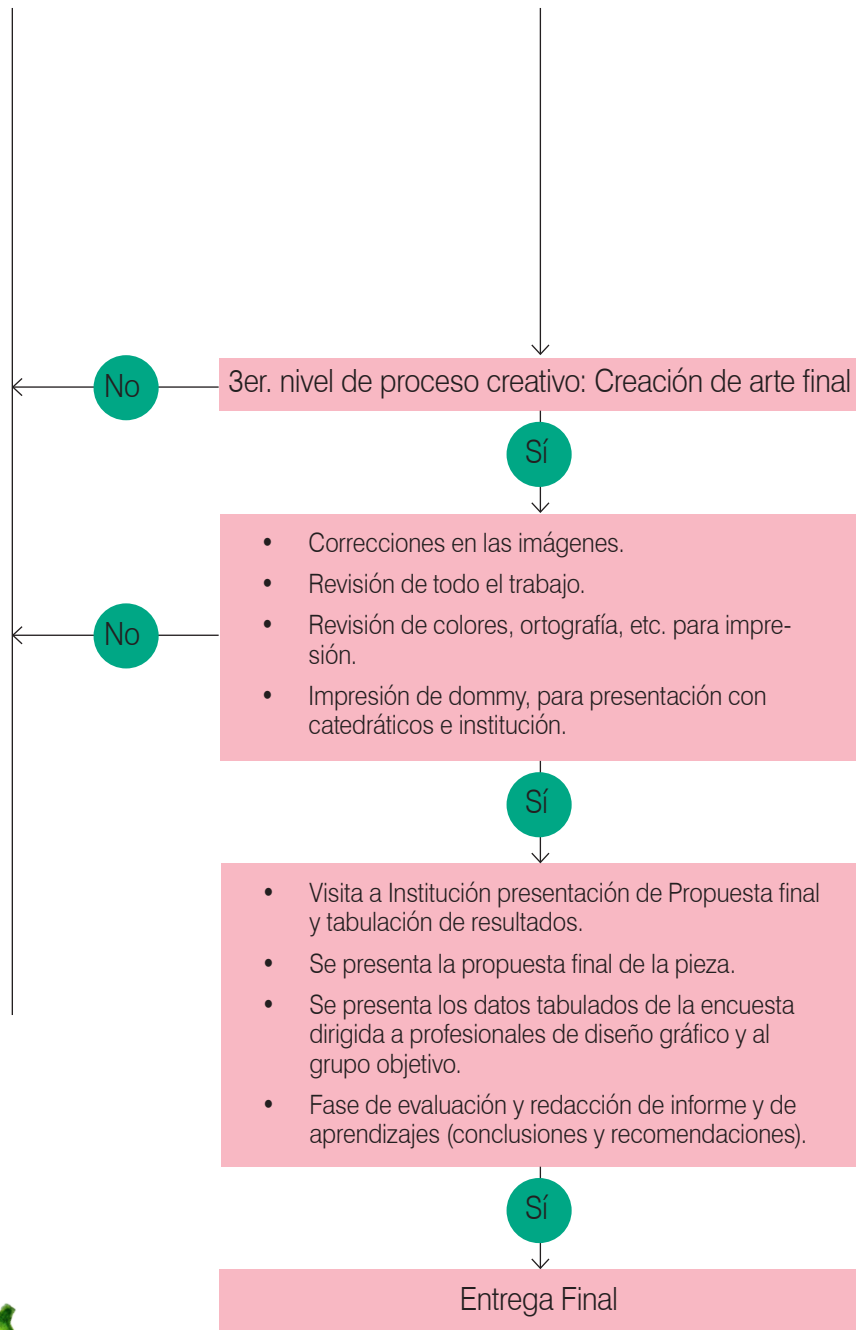 No
3er. nivel de proceso creativo: Creación de arte final
Sí
• Correcciones en las imágenes.
• Revisión de todo el trabajo.
No
• Revisión de colores, ortografía, etc. para impre-
sión.
• Impresión de dommy, para presentación con
catedráticos e institución.
Sí
• Visita a Institución presentación de Propuesta final
y tabulación de resultados.
• Se presenta la propuesta final de la pieza.
• Se presenta los datos tabulados de la encuesta
dirigida a profesionales de diseño gráfico y al
grupo objetivo.
• Fase de evaluación y redacción de informe y de
aprendizajes (conclusiones y recomendaciones).
Sí
Entrega Final